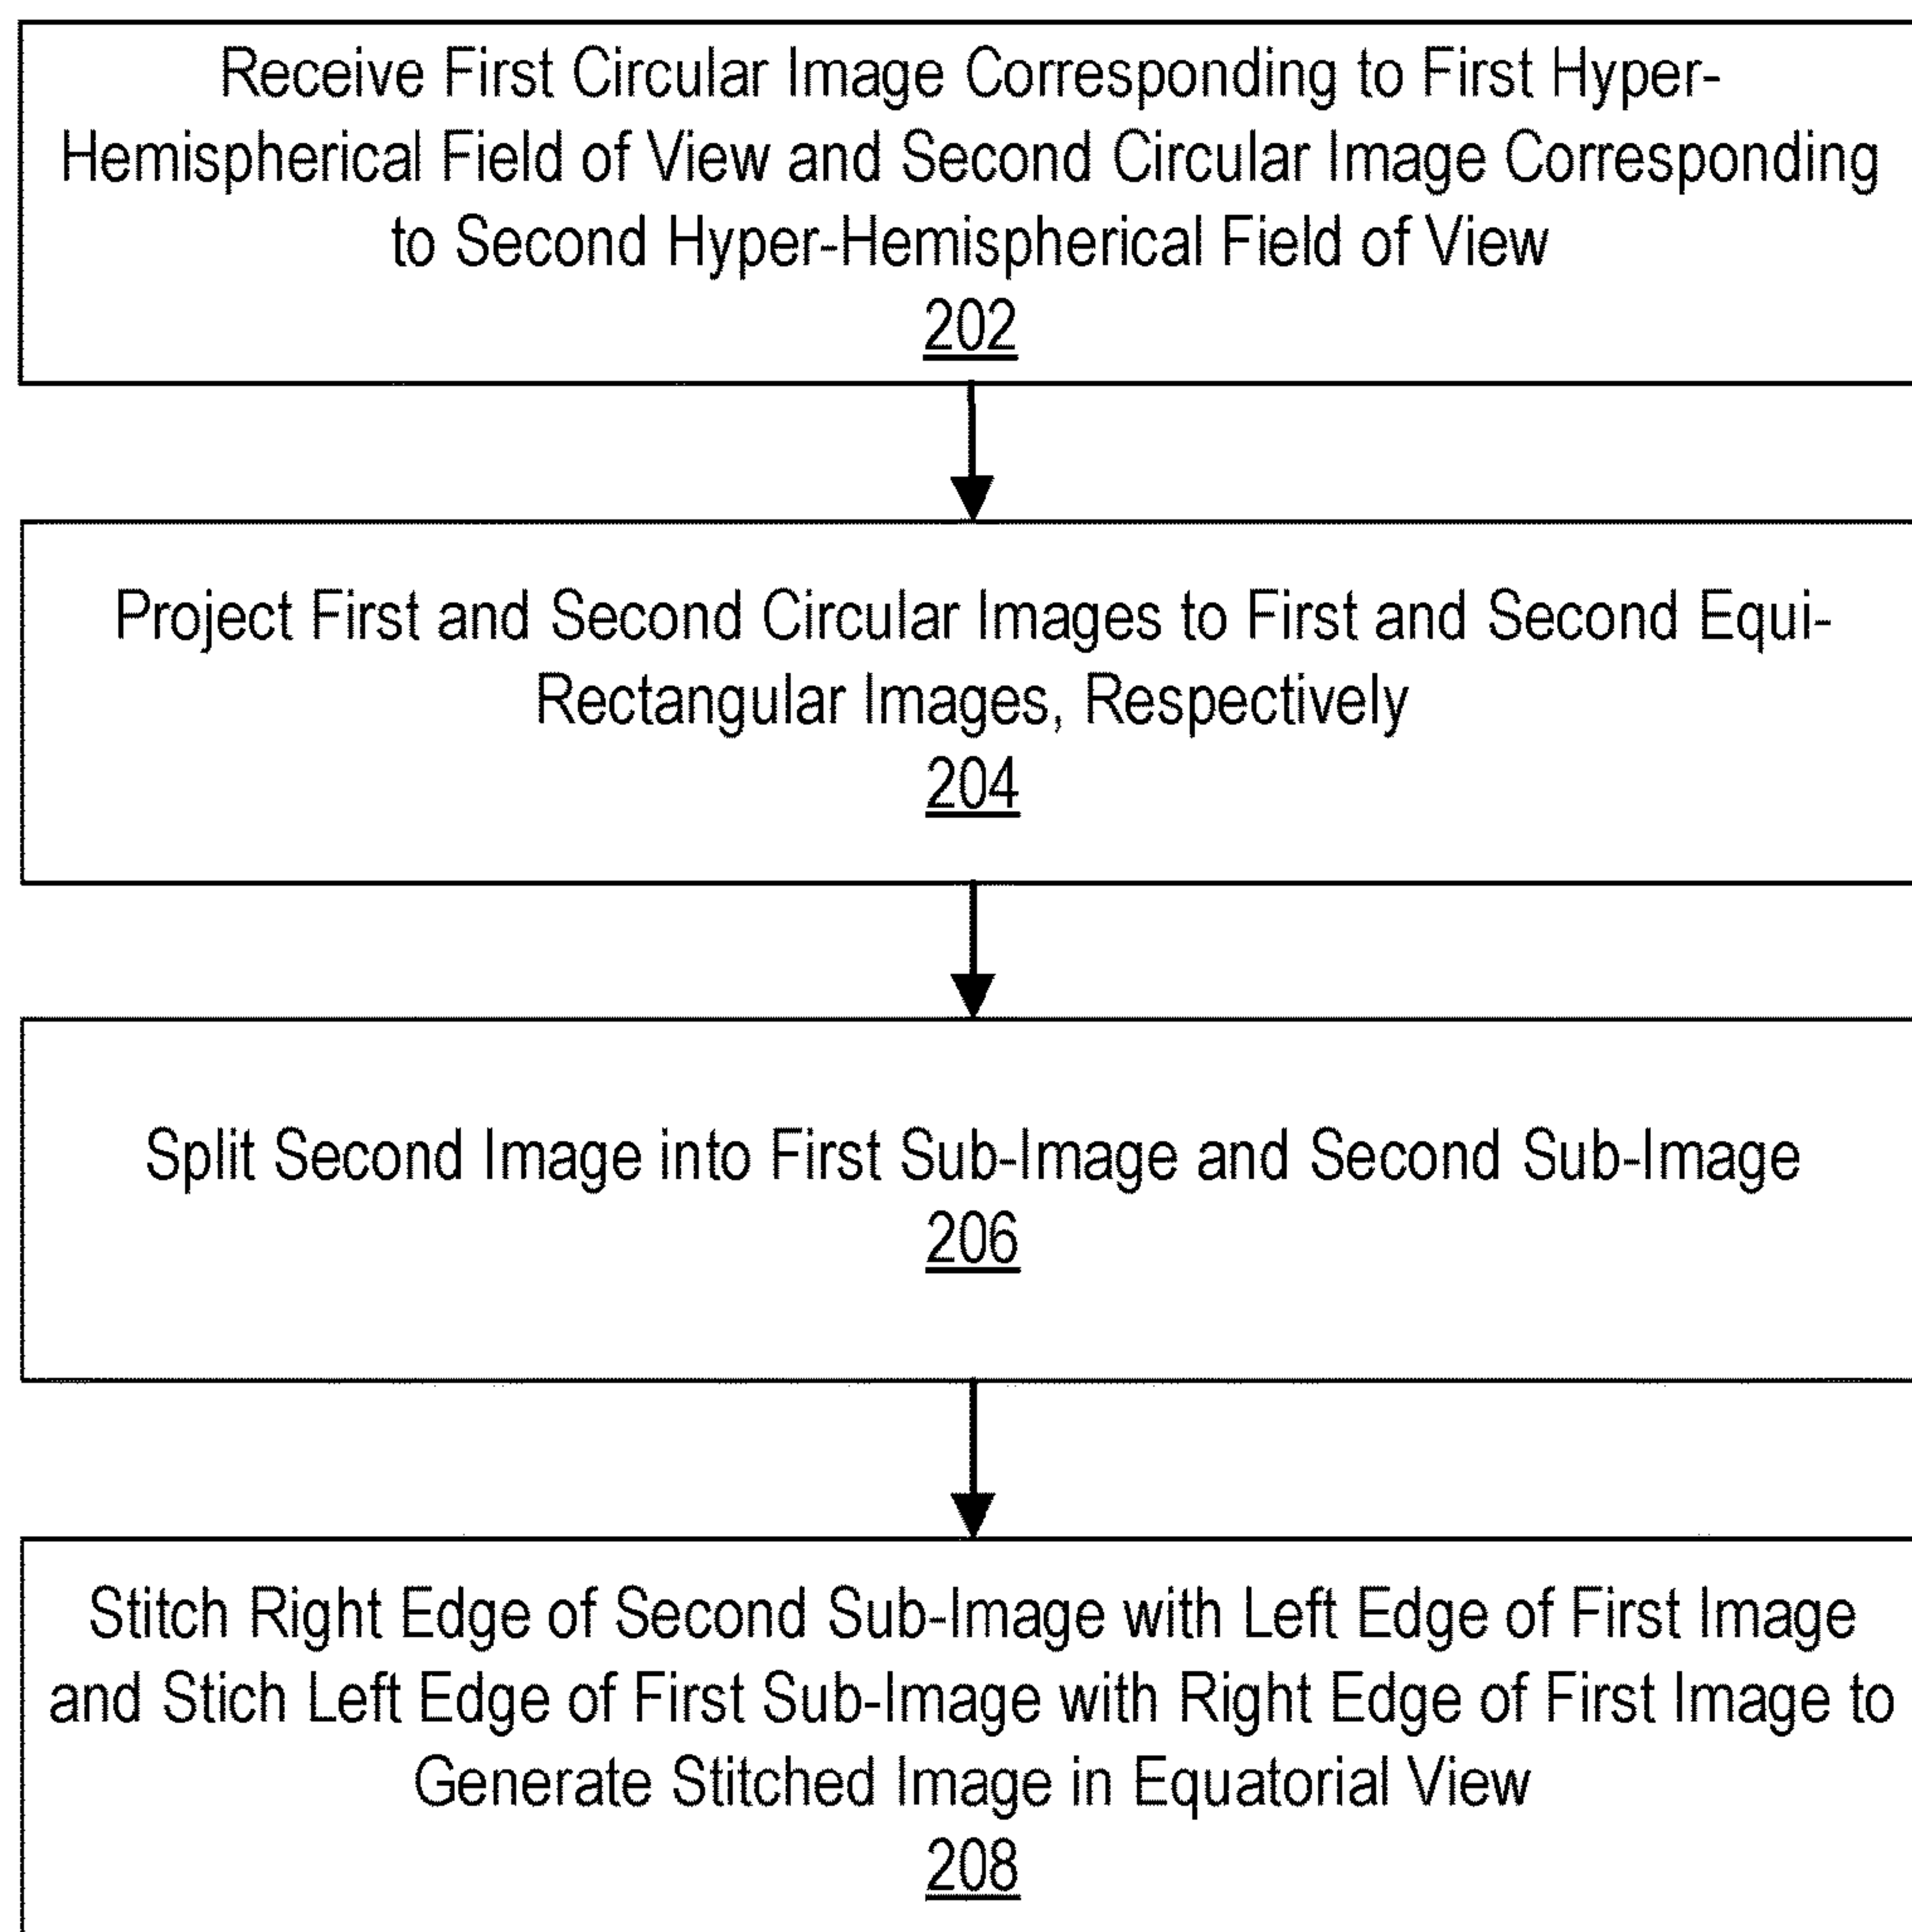 Receive First Circular Image Corresponding to First Hyper-
Hemispherical Field of View and Second Circular Image Corresponding
to Second Hyper-Hemispherical Field of View
202
Project First and Second Circular Images to First and Second Equi-
Rectangular Images, Respectively
204
Split Second Image into First Sub-Image and Second Sub-Image
206
Stitch Right Edge of Second Sub-Image with Left Edge of First Image
and Stich Left Edge of First Sub-Image with Right Edge of First Image to
Generate Stitched Image in Equatorial View
208